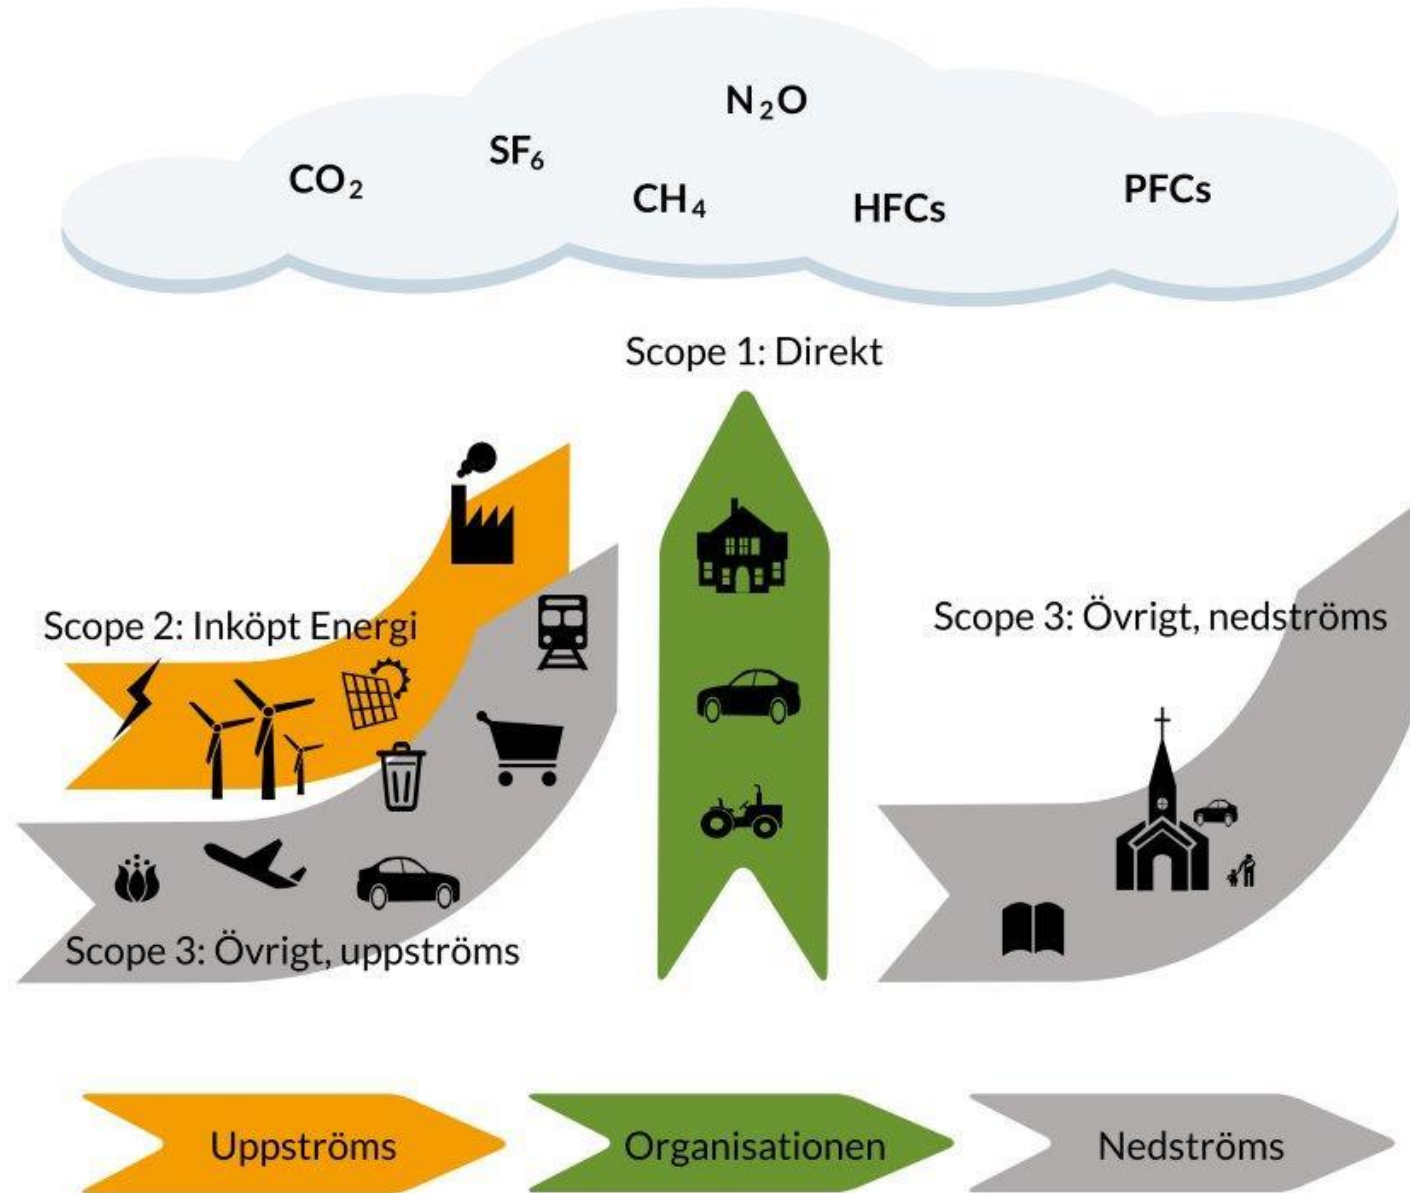 N₂O
SF₆
CO₂
CH₄
HFCs
PFCs
Scope 1: Direkt
Scope 2: Inköpt Energi
Scope 3: Övrigt, nedströms
Scope 3: Övrigt, uppströms
Uppströms
Organisationen
Nedströms